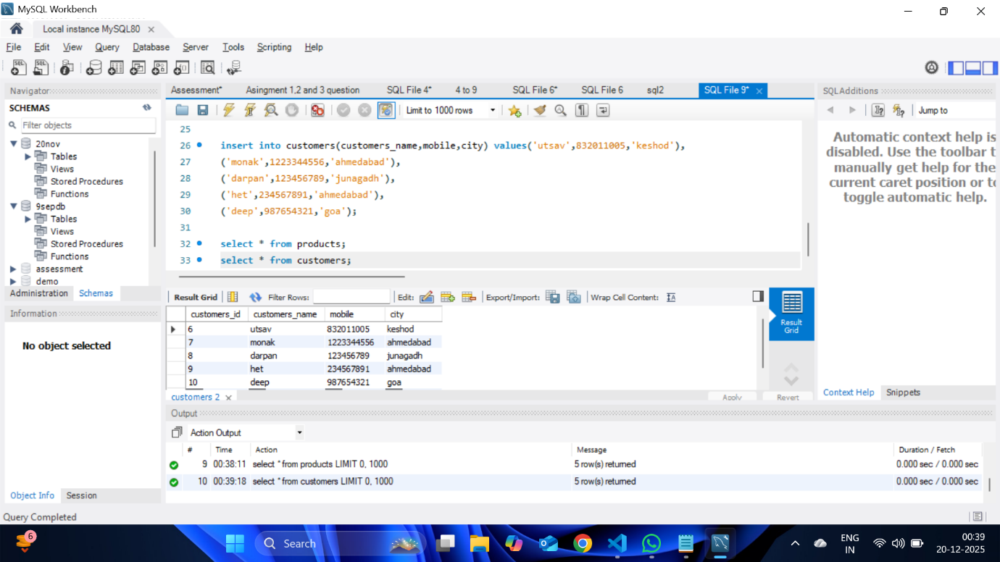 MySQL Workbench
Local instance MySQL80
File Edit View Query Database Server Tools Scripting Help
Navigator
SCHEMAS
Filter objects
20nov
Tables
Views
Stored Procedures
Functions
9sepdb
Tables
Views
Stored Procedures
Functions
assessment
demo
Administration Schemas
Information
No object selected
Object Info Session
Assessment* Asingment 1,2 and 3 question SQL File 4* 4 to 9 SQL File 6* SQL File 6 sql2 SQL File 9*
Limit to 1000 rows
25
26 insert into customers(customers_name,mobile,city) values('utsav',832011005,'keshod'),
27 ('monak',1223344556,'ahmedabad'),
28 ('darpan',123456789,'junagadh'),
29 ('het',234567891,'ahmedabad'),
30 ('deep',987654321,'goa');
31
32 select * from products;
33 select * from customers;
Result Grid Filter Rows: Edit: Export/Import: Wrap Cell Content:
customers_id customers_name mobile city
6 utsav 832011005 keshod
7 monak 1223344556 ahmedabad
8 darpan 123456789 junagadh
9 het 234567891 ahmedabad
10 deep 987654321 goa
Result
Grid
customers 2 Apply Revert
SQLAdditions
Jump to
Automatic context help is
disabled. Use the toolbar t
manually get help for the
current caret position or to
toggle automatic help.
Context Help Snippets
Output
Action Output
# Time Action Message Duration / Fetch
9 00:38:11 select * from products LIMIT 0, 1000 5 row(s) returned 0.000 sec / 0.000 sec
10 00:39:18 select * from customers LIMIT 0, 1000 5 row(s) returned 0.000 sec / 0.000 sec
Query Completed
6
Search
ENG
IN
00:39
20-12-2025